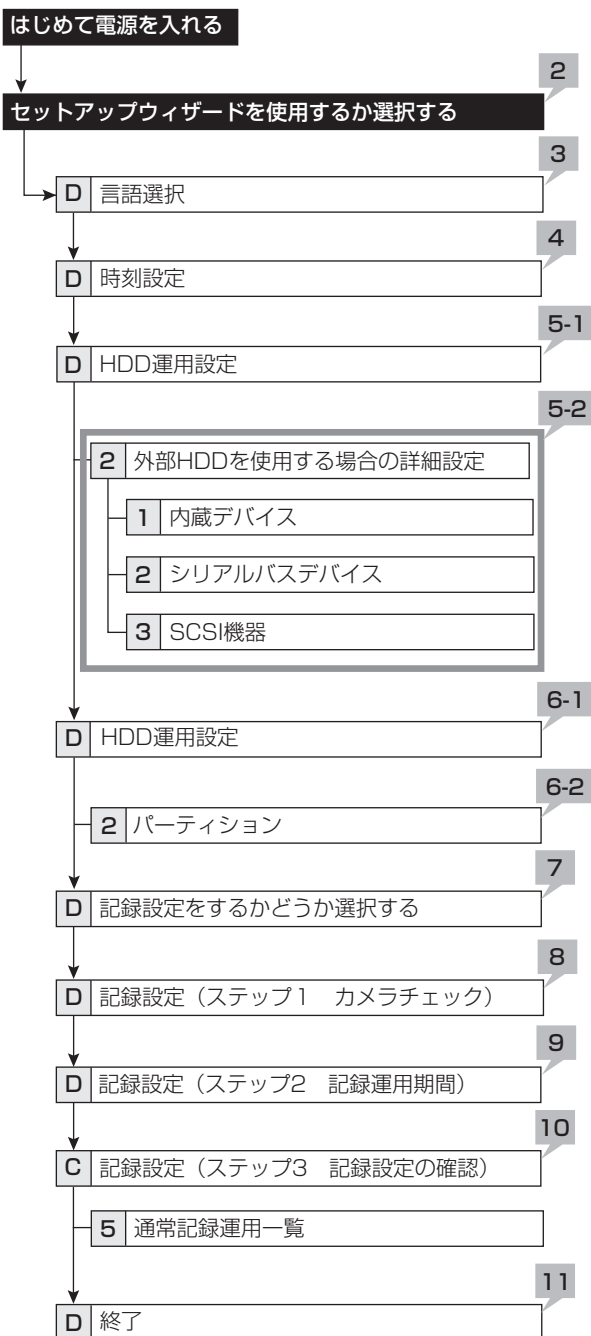 はじめて電源を入れる
2
セットアップウィザードを使用するか選択する
3
D 言語選択
4
D 時刻設定
5-1
D HDD運用設定
5-2
2 外部HDDを使用する場合の詳細設定
1 内蔵デバイス
2 シリアルバスデバイス
3 SCSI機器
6-1
D HDD運用設定
6-2
2 パーティション
7
D 記録設定をするかどうか選択する
8
D 記録設定（ステップ1　カメラチェック）
9
D 記録設定（ステップ2　記録運用期間）
10
C 記録設定（ステップ3　記録設定の確認）
5 通常記録運用一覧
11
D 終了